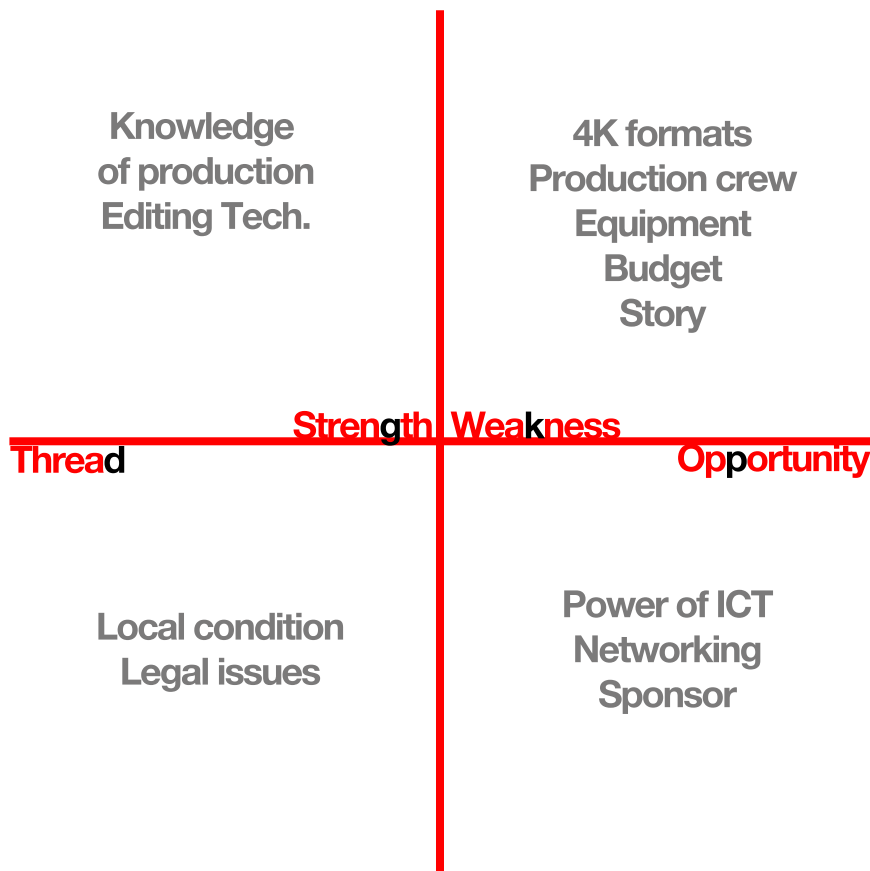 Knowledge
of production
Editing Tech.
4K formats
Production crew
Equipment
Budget
Story
Strength
Weakness
Thread
Opportunity
Local condition
Legal issues
Power of ICT
Networking
Sponsor